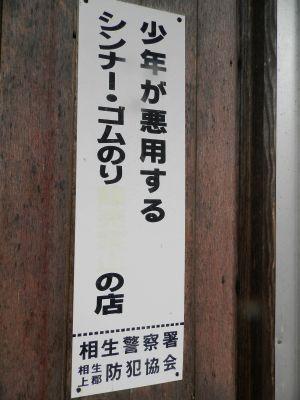 少年が悪用する
シンナー・ゴムのり の店
相生警察署
相生
上郡
防犯協会